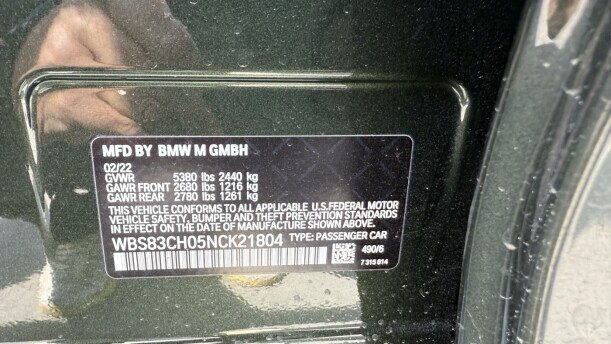 MFD BY BMW M GMBH
02/22
GVWR 5380 lbs 2440 kg
GAWR FRONT 2680 lbs 1216 kg
GAWR REAR 2780 lbs 1261 kg
THIS VEHICLE CONFORMS TO ALL APPLICABLE U.S.FEDERAL MOTOR
VEHICLE SAFETY, BUMPER AND THEFT PREVENTION STANDARDS
IN EFFECT ON THE DATE OF MANUFACTURE SHOWN ABOVE.
WBS83CH05NCK21804 TYPE: PASSENGER CAR
490/6
7 315 814